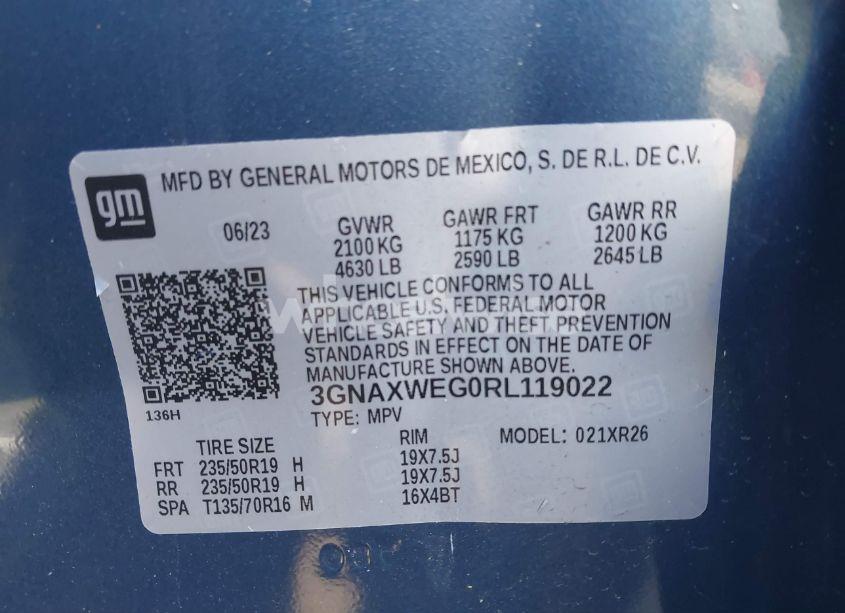 gm
MFD BY GENERAL MOTORS DE MEXICO, S. DE R.L. DE C.V.
06/23 GVWR GAWR FRT GAWR RR
2100 KG 1175 KG 1200 KG
4630 LB 2590 LB 2645 LB
THIS VEHICLE CONFORMS TO ALL
APPLICABLE U.S. FEDERAL MOTOR
VEHICLE SAFETY AND THEFT PREVENTION
STANDARDS IN EFFECT ON THE DATE OF
MANUFACTURE SHOWN ABOVE.
3GNAXWEG0RL119022
136H
TYPE: MPV
TIRE SIZE RIM MODEL: 021XR26
FRT 235/50R19 H 19X7.5J
RR 235/50R19 H 19X7.5J
SPA T135/70R16 M 16X4BT